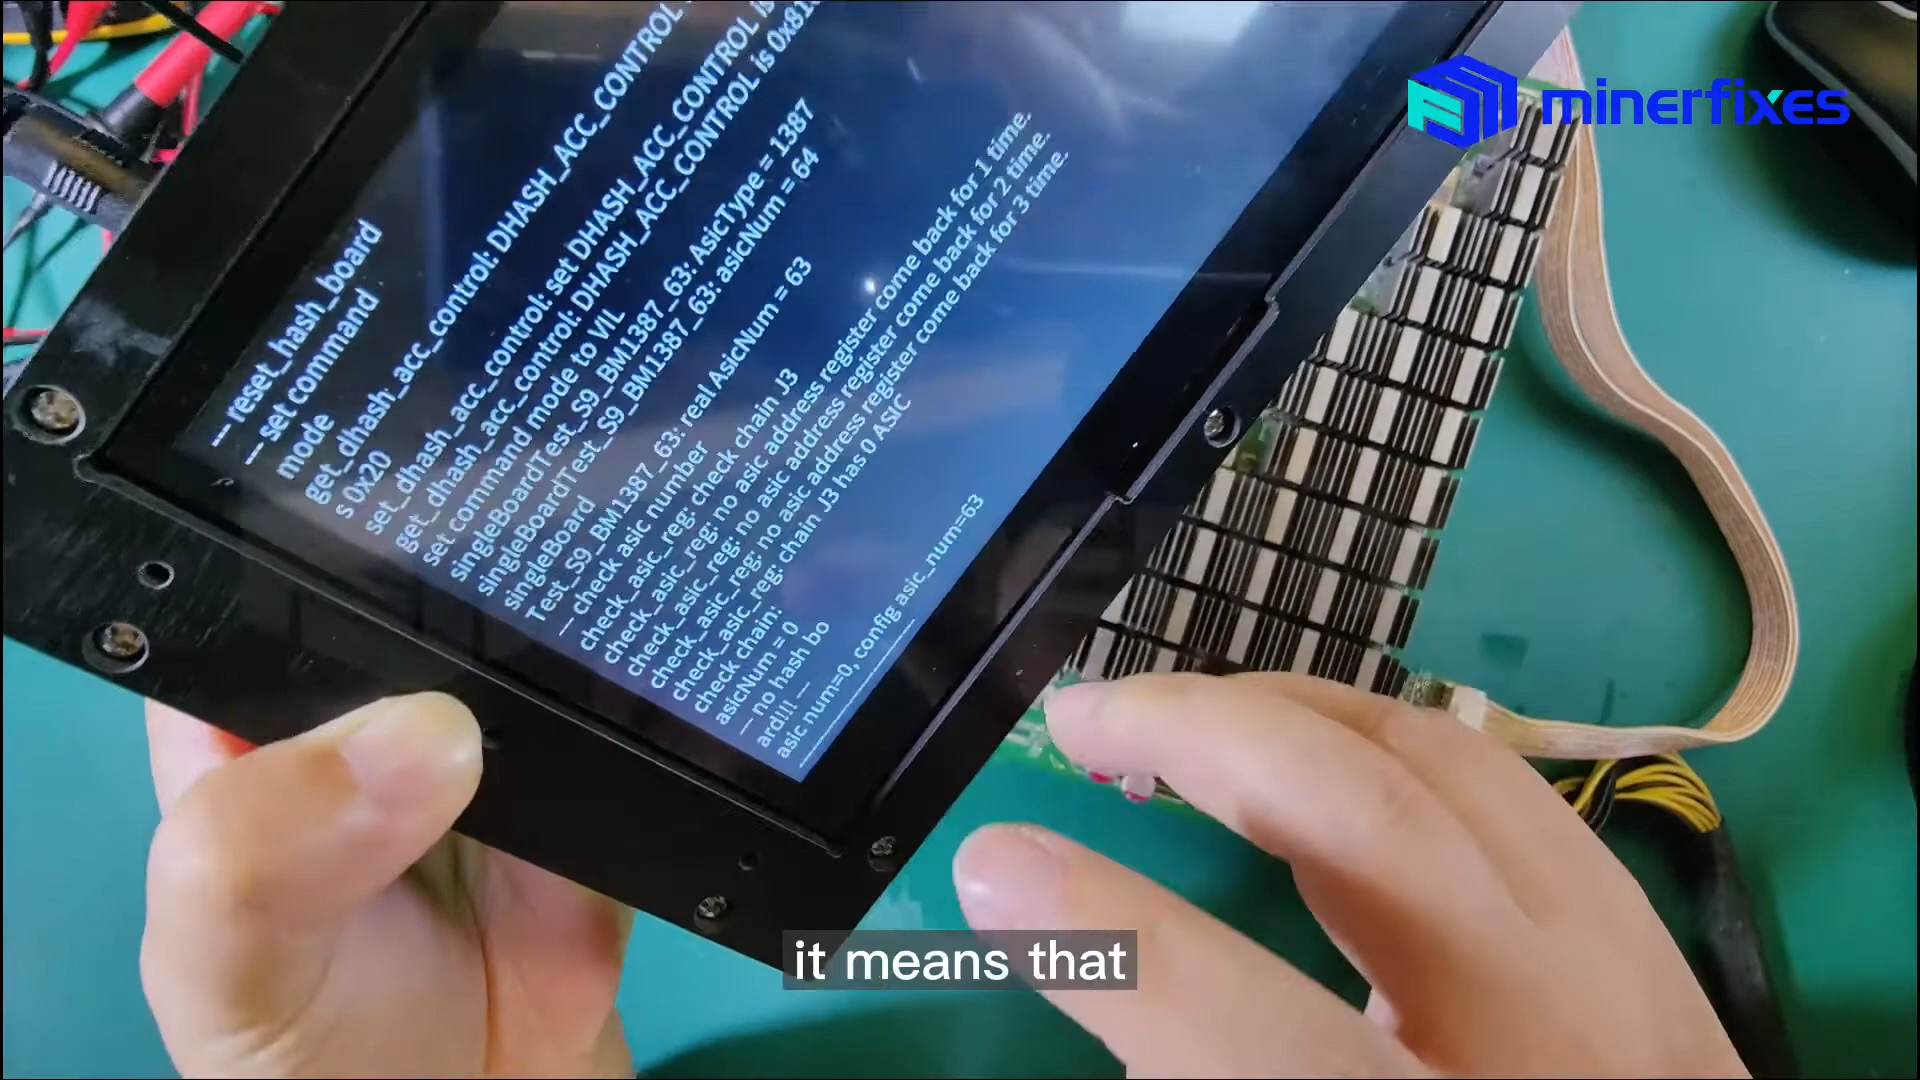 minerfixes
--- reset_hash_board
--- set command
mode
get_dhash_acc_control: DHASH_ACC_CONTROL
s 0x20
set_dhash_acc_control: set DHASH_ACC_CONTROL is
get_dhash_acc_control: DHASH_ACC_CONTROL is 0x816
set command mode to VIL
singleBoardTest_S9_BM1387_63: AsicType = 1387
singleBoardTest_S9_BM1387_63: asicNum = 64
singleBoard
Test_S9_BM1387_63: real AsicNum = 63
--- check asic number
check_asic_reg: check chain J3
check_asic_reg: no asic address register come back for 1 time.
check_asic_reg: no asic address register come back for 2 time.
check_asic_reg: no asic address register come back for 3 time.
check_asic_reg: chain J3 has 0 ASIC
check chain:
asicNum = 0
--- no hash bo
ard!!! ---
asic num=0, config asic_num=63
it means that